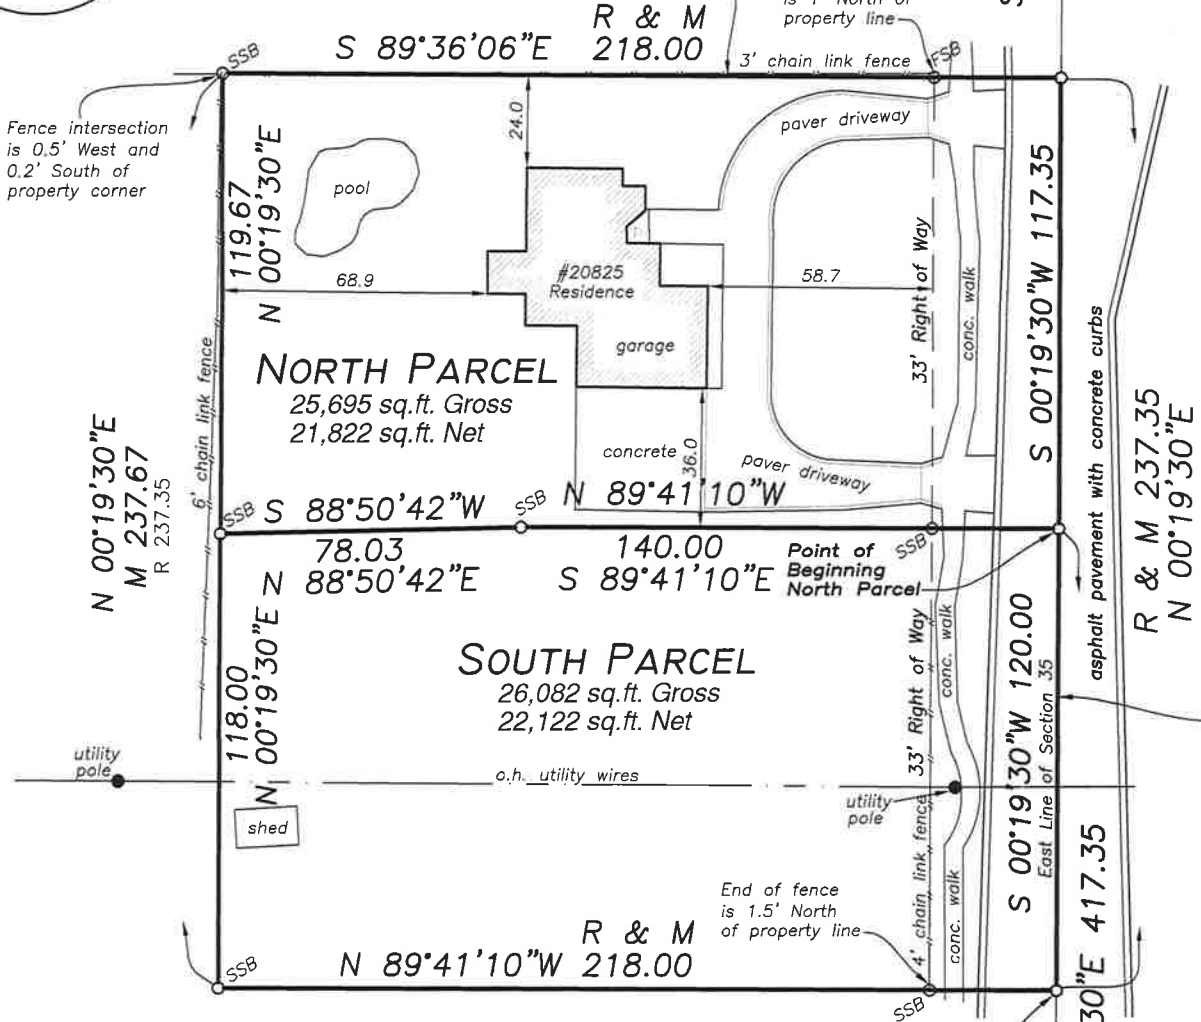 R & M
S 89°36'06"E 218.00
property line
SSB
3' chain link fence
FSB
Fence intersection
is 0.5' West and
0.2' South of
property corner
24.0
paver driveway
pool
119.67
N 00°19'30"E
S 00°19'30"W 117.35
#20825
Residence
68.9
58.7
33' Right of Way
conc. walk
garage
NORTH PARCEL
25,695 sq.ft. Gross
21,822 sq.ft. Net
6' chain link fence
N 00°19'30"E
M 237.67
R 237.35
asphalt pavement with concrete curbs
R & M 237.35
N 00°19'30"E
concrete
36.0
paver driveway
SSB
S 88°50'42"W
SSB
N 89°41'10"W
78.03
140.00
N 88°50'42"E
S 89°41'10"E
SSB
Point of
Beginning
North Parcel
118.00
N 00°19'30"E
SOUTH PARCEL
26,082 sq.ft. Gross
22,122 sq.ft. Net
33' Right of Way
conc. walk
S 00°19'30"W 120.00
East Line of Section 35
utility
pole
o.h. utility wires
utility
pole
shed
4' chain link fence
conc. walk
End of fence
is 1.5' North
of property line
R & M
N 89°41'10"W 218.00
SSB
SSB
30"E 417.35